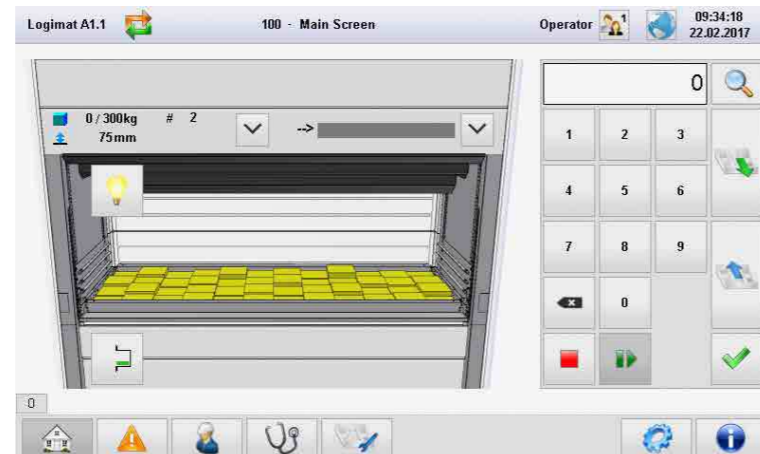 Logimat A1.1
100 - Main Screen
Operator
1
09:34:18
22.02.2017
0 / 300kg # 2
75mm
-->
0
1 2 3
4 5 6
7 8 9
0
0